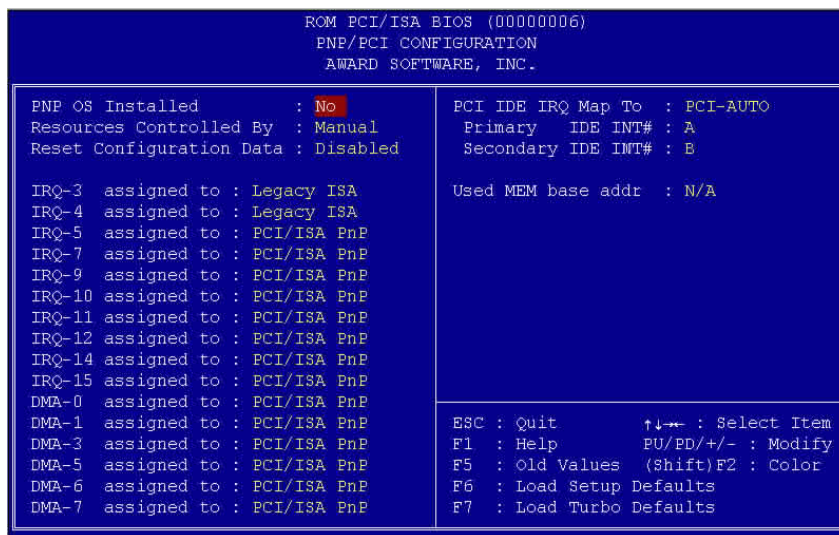 ROM PCI/ISA BIOS (00000006)
PNP/PCI CONFIGURATION
AWARD SOFTWARE, INC.
PNP OS Installed : No
Resources Controlled By : Manual
Reset Configuration Data : Disabled
IRQ-3 assigned to : Legacy ISA
IRQ-4 assigned to : Legacy ISA
IRQ-5 assigned to : PCI/ISA PnP
IRQ-7 assigned to : PCI/ISA PnP
IRQ-9 assigned to : PCI/ISA PnP
IRQ-10 assigned to : PCI/ISA PnP
IRQ-11 assigned to : PCI/ISA PnP
IRQ-12 assigned to : PCI/ISA PnP
IRQ-14 assigned to : PCI/ISA PnP
IRQ-15 assigned to : PCI/ISA PnP
DMA-0 assigned to : PCI/ISA PnP
DMA-1 assigned to : PCI/ISA PnP
DMA-3 assigned to : PCI/ISA PnP
DMA-5 assigned to : PCI/ISA PnP
DMA-6 assigned to : PCI/ISA PnP
DMA-7 assigned to : PCI/ISA PnP
PCI IDE IRQ Map To : PCI-AUTO
Primary IDE INT# : A
Secondary IDE INT# : B
Used MEM base addr : N/A
ESC : Quit ↑↓→← : Select Item
F1 : Help PU/PD/+/- : Modify
F5 : Old Values (Shift)F2 : Color
F6 : Load Setup Defaults
F7 : Load Turbo Defaults